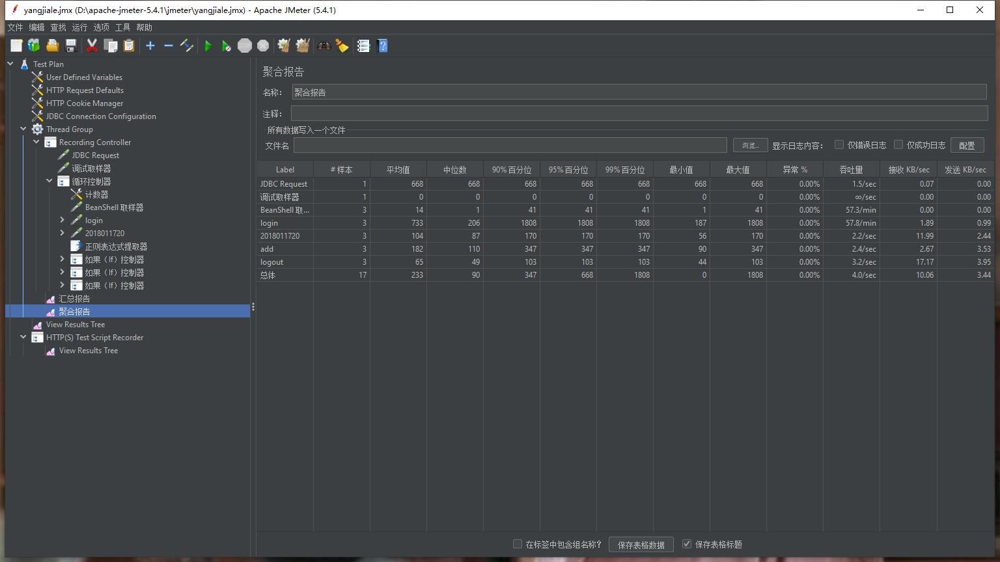 yangjiale.jmx (D:\apache-jmeter-5.4.1\jmeter\yangjiale.jmx) - Apache JMeter (5.4.1)
文件 编辑 查找 运行 选项 工具 帮助
STOP
Test Plan
User Defined Variables
HTTP Request Defaults
HTTP Cookie Manager
JDBC Connection Configuration
Thread Group
Recording Controller
JDBC Request
调试取样器
循环控制器
计数器
BeanShell 取样器
login
2018011720
正则表达式提取器
如果（If）控制器
如果（If）控制器
如果（If）控制器
汇总报告
聚合报告
View Results Tree
HTTP(S) Test Script Recorder
View Results Tree
聚合报告
名称： 聚合报告
注释：
所有数据写入一个文件
文件名 浏览... 显示日志内容： 仅错误日志 仅成功日志 配置
Label # 样本 平均值 中位数 90% 百分位 95% 百分位 99% 百分位 最小值 最大值 异常 % 吞吐量 接收 KB/sec 发送 KB/sec
JDBC Request 1 668 668 668 668 668 668 668 0.00% 1.5/sec 0.07 0.00
调试取样器 1 0 0 0 0 0 0 0 0.00% ∞/sec 0.00 0.00
BeanShell 取... 3 14 1 41 41 41 1 41 0.00% 57.3/min 0.00 0.00
login 3 733 206 1808 1808 1808 187 1808 0.00% 57.8/min 1.89 0.99
2018011720 3 104 87 170 170 170 56 170 0.00% 2.2/sec 11.99 2.44
add 3 182 110 347 347 347 90 347 0.00% 2.4/sec 2.67 3.53
logout 3 65 49 103 103 103 44 103 0.00% 3.2/sec 17.17 3.95
总体 17 233 90 347 668 1808 0 1808 0.00% 4.0/sec 10.06 3.44
在标签中包含组名称? 保存表格数据 保存表格标题